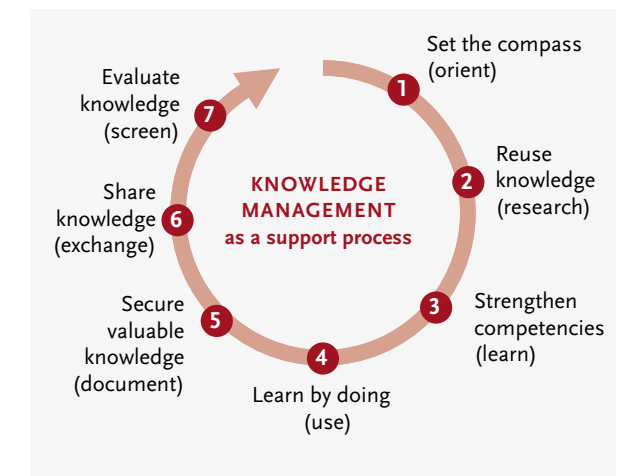 KNOWLEDGE
MANAGEMENT
as a support process
1
Set the compass
(orient)
2
Reuse
knowledge
(research)
3
Strengthen
competencies
(learn)
4
Learn by doing
(use)
5
Secure
valuable
knowledge
(document)
6
Share
knowledge
(exchange)
7
Evaluate
knowledge
(screen)